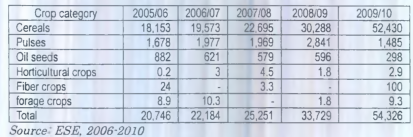 Crop category 2005/06 2006/07 2007/08 2008/09 2009/10
Cereals 18,153 19,573 22,695 30,288 52,430
Pulses 1,678 1,977 1,969 2,841 1,485
Oil seeds 882 621 579 596 298
Horticultural crops 0.2 3 4.5 1.8 2.9
Fiber crops 24 - 3.3 100
forage crops 8.9 10.3 - 1.8 9.3
Total 20,746 22,184 25,251 33,729 54,326
Source: ESE, 2006-2010